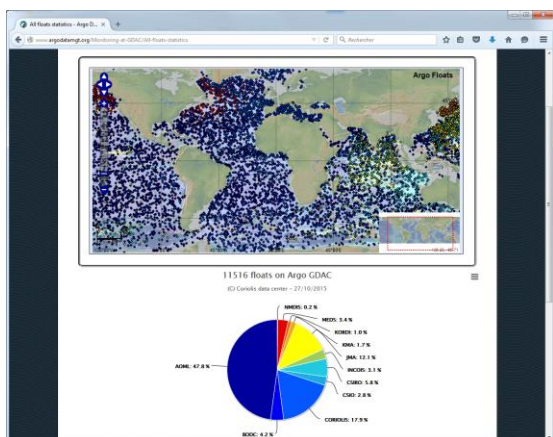 All floats statistics - Argo D...
www.argodatamgt.org/Monitoring-at-GDAC/All-floats-statistics
Rechercher
Argo Floats
11516 floats on Argo GDAC
(C) Coriolis data center - 27/10/2015
NMDIS: 0.2 %
MEDS: 3.4 %
KORDI: 1.0 %
KMA: 1.7 %
JMA: 12.1 %
INCOIS: 3.1 %
CSIRO: 5.8 %
CSIO: 2.8 %
CORIOLIS: 17.9 %
BODC: 4.2 %
AOML: 47.8 %